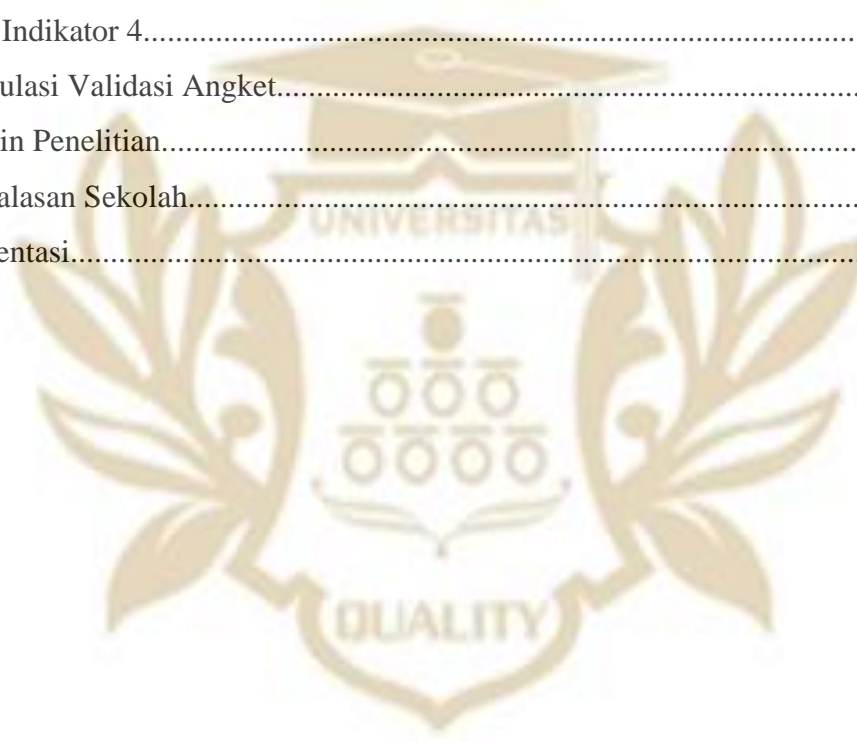 Indikator 4..........................................................................................
ulasi Validasi Angket..........................................................................
in Penelitian.......................................................................................
alasan Sekolah...................................................................................
entasi..................................................................................................
UNIVERSITAS
QUALITY